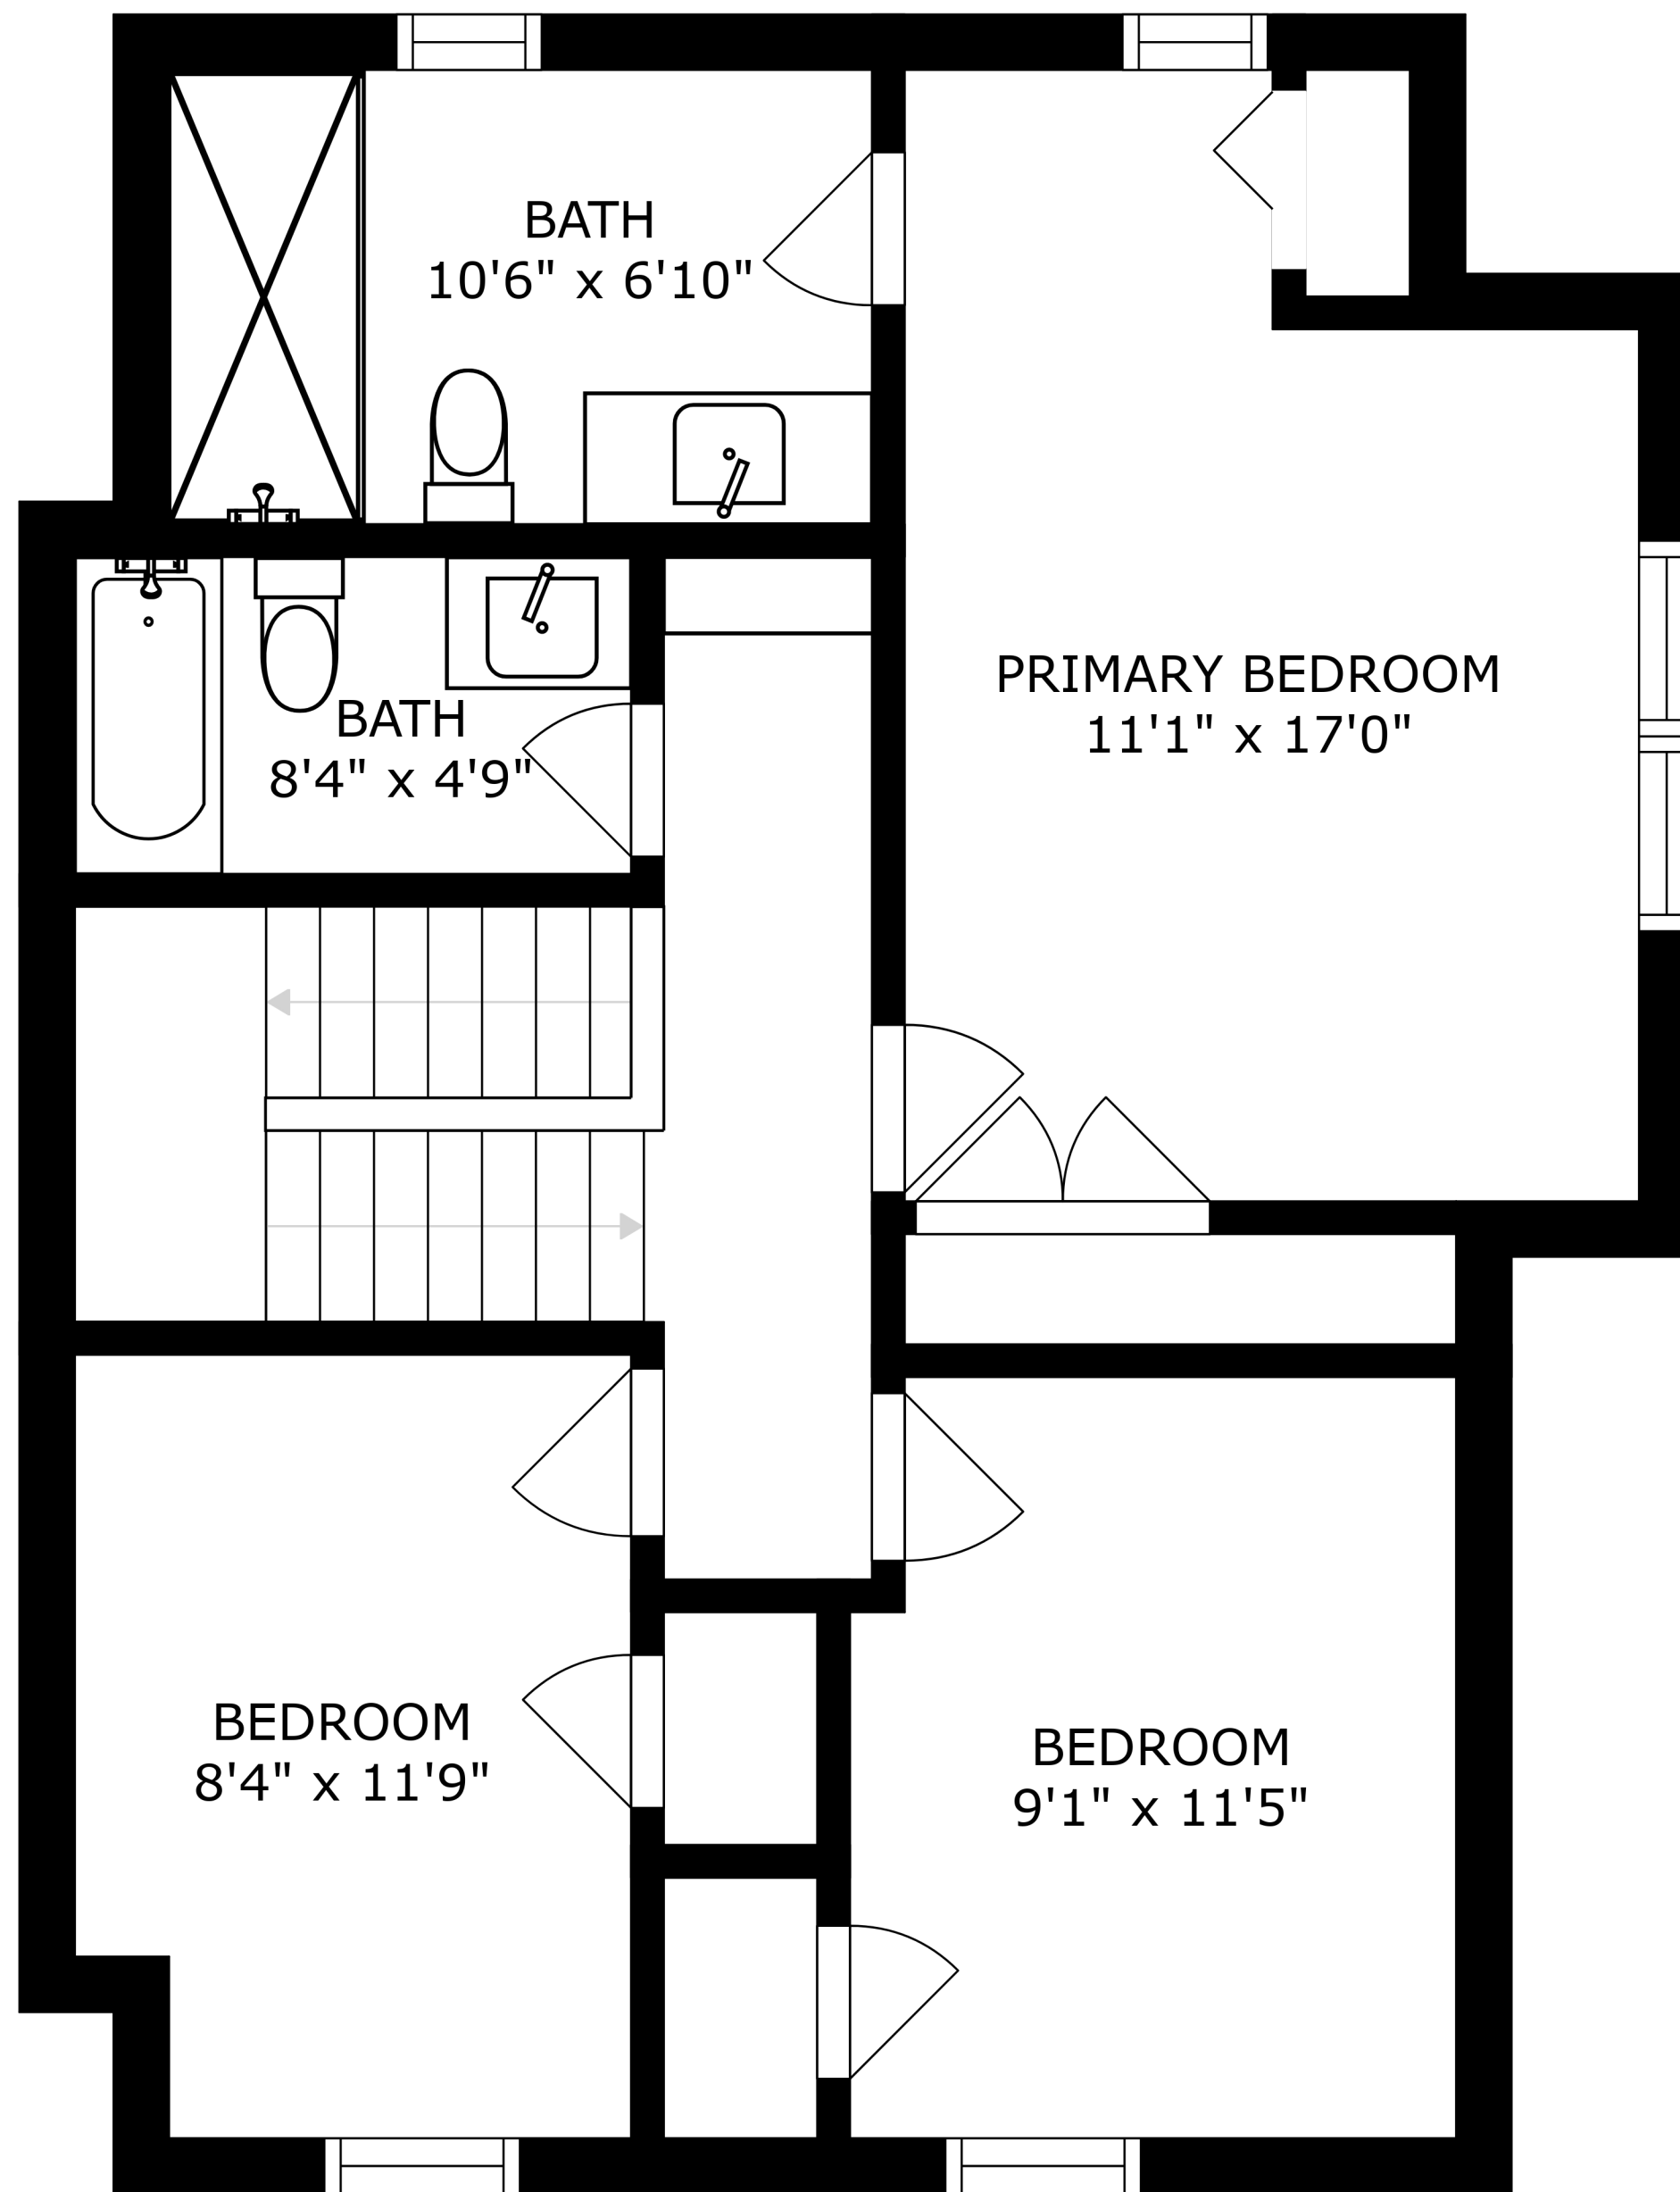 BATH
10'6" x 6'10"
PRIMARY BEDROOM
11'1" x 17'0"
BATH
8'4" x 4'9"
BEDROOM
8'4" x 11'9"
BEDROOM
9'1" x 11'5"